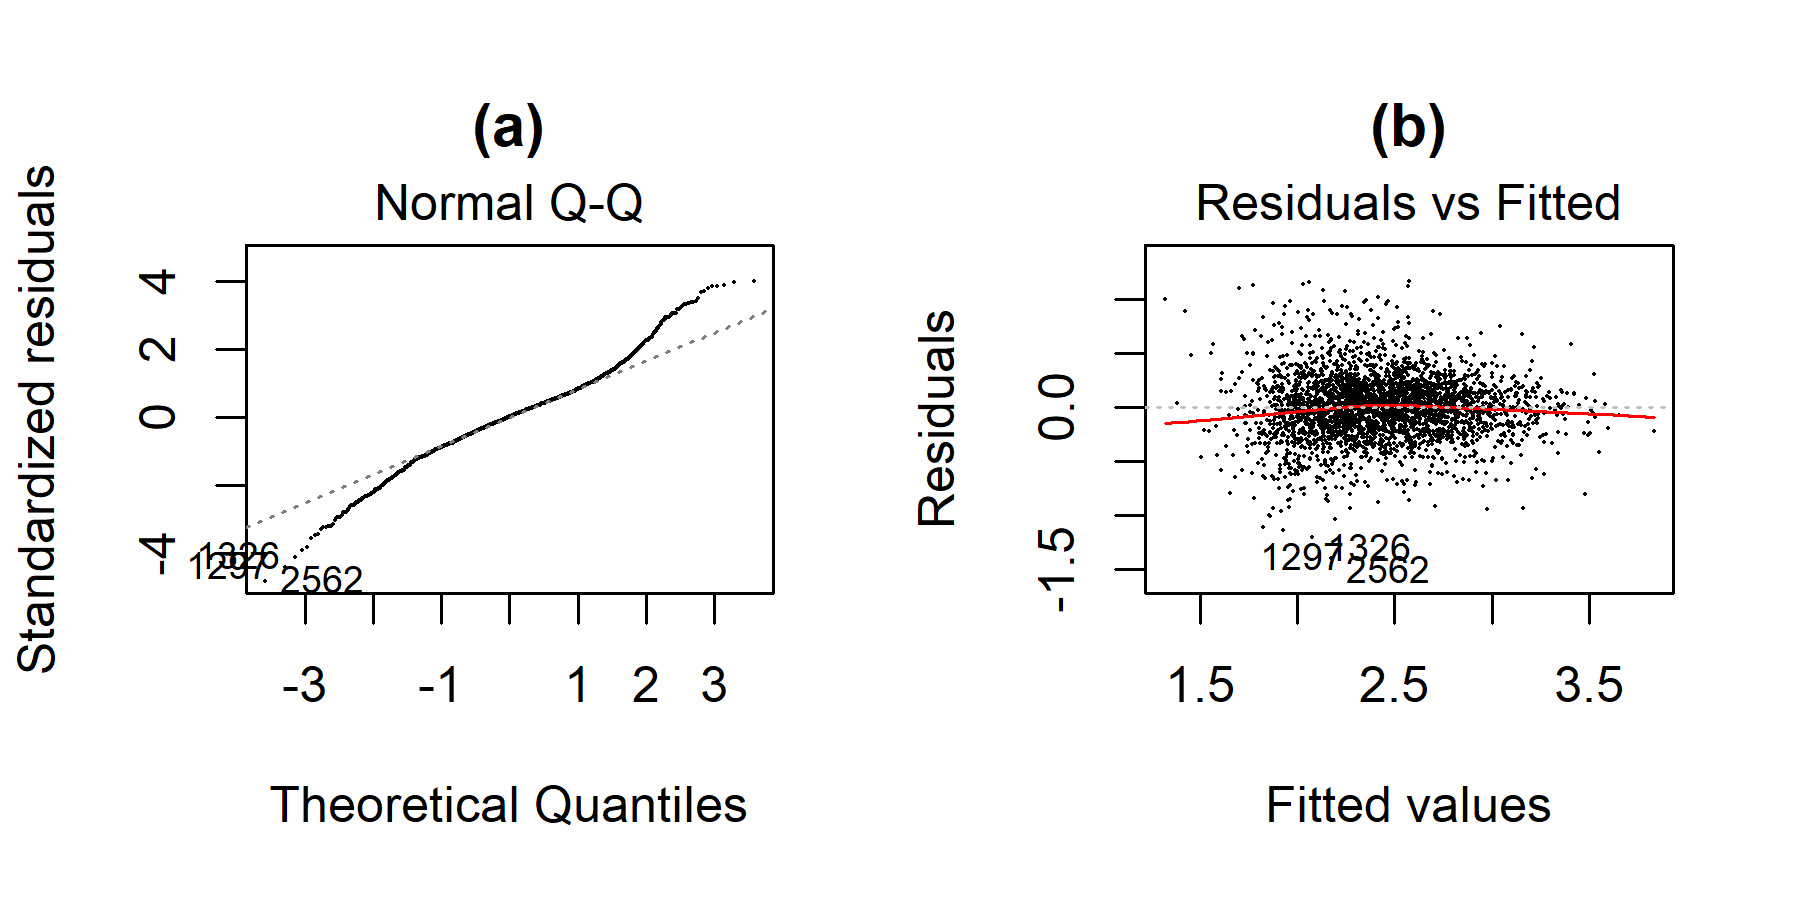 (a)
Normal Q-Q
Standardized residuals
4
2
0
-4
1326
1297
2562
-3 -1 1 2 3
Theoretical Quantiles
(b)
Residuals vs Fitted
Residuals
0.0
-1.5
1326
1297
2562
1.5 2.5 3.5
Fitted values